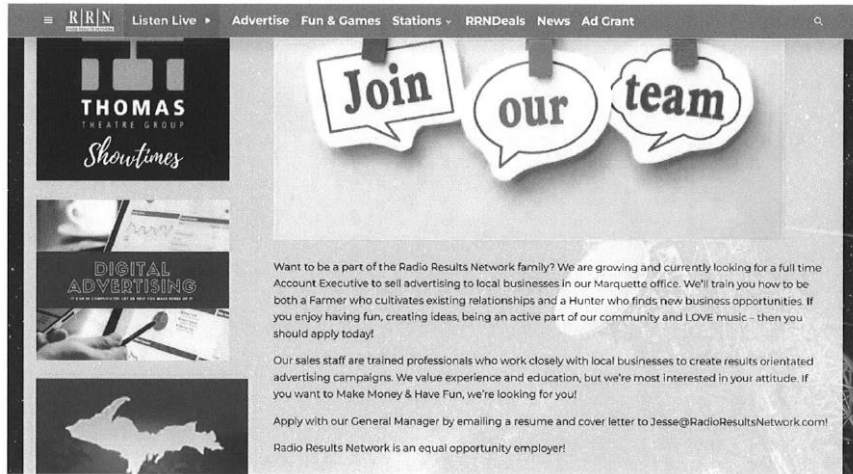 R|R|N
Listen Live
Advertise Fun & Games Stations RRNDeals News Ad Grant
THOMAS
THEATRE GROUP
Showtimes
Join
our
team
DIGITAL
ADVERTISING
Want to be a part of the Radio Results Network family? We are growing and currently looking for a full time
Account Executive to sell advertising to local businesses in our Marquette office. We'll train you how to be
both a Farmer who cultivates existing relationships and a Hunter who finds new business opportunities. If
you enjoy having fun, creating ideas, being an active part of our community and LOVE music – then you
should apply today!
Our sales staff are trained professionals who work closely with local businesses to create results orientated
advertising campaigns. We value experience and education, but we're most interested in your attitude. If
you want to Make Money & Have Fun, we're looking for you!
Apply with our General Manager by emailing a resume and cover letter to Jesse@RadioResultsNetwork.com!
Radio Results Network is an equal opportunity employer!